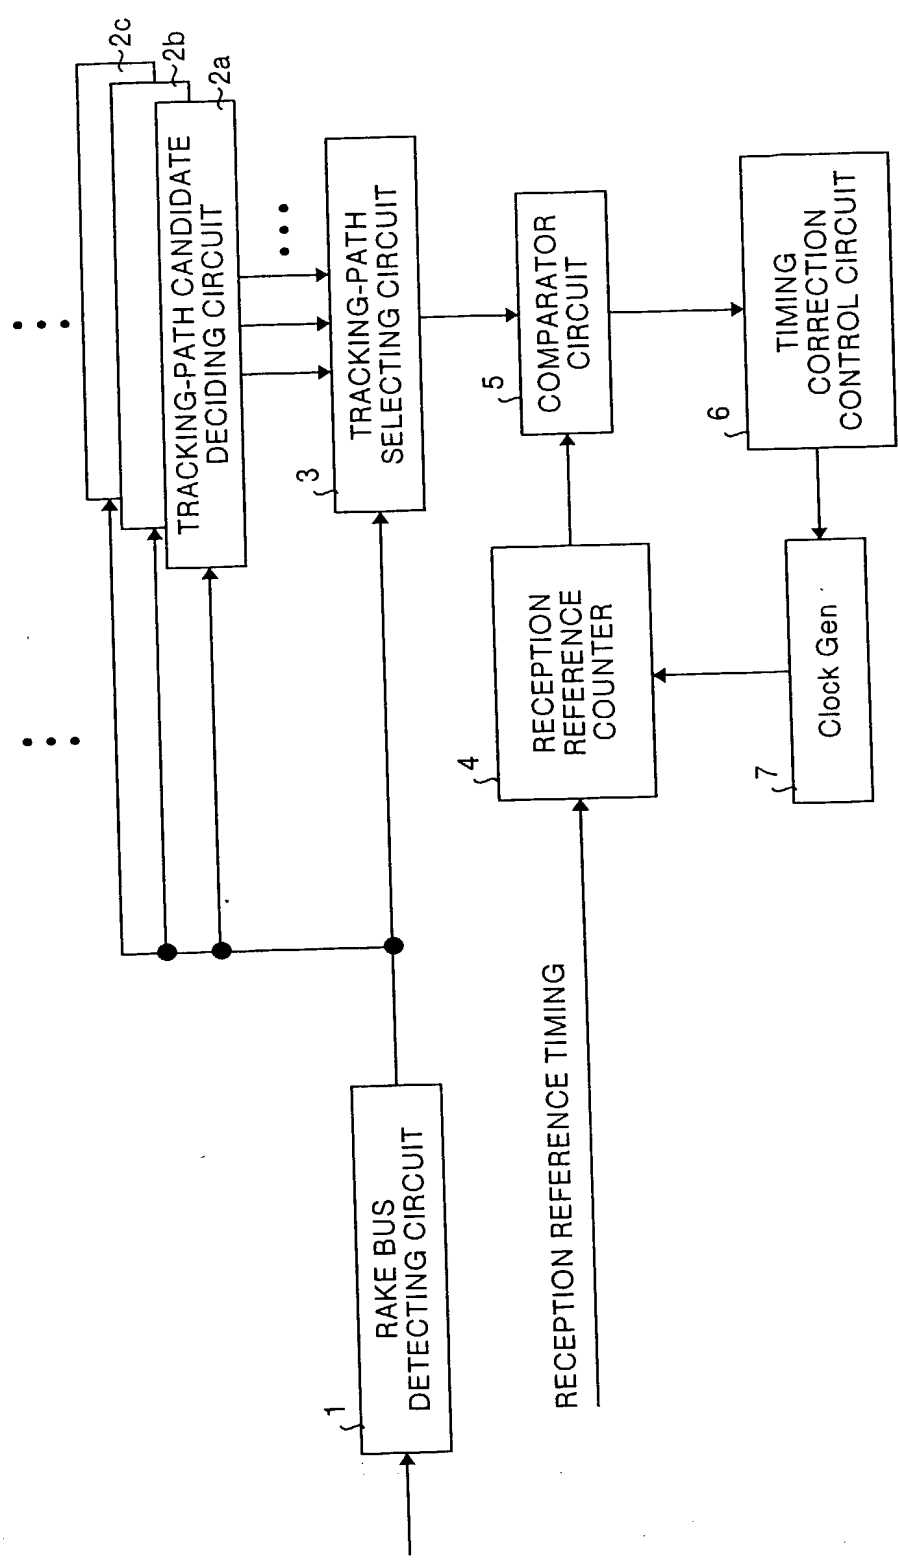 2c
2b
2a
TRACKING-PATH CANDIDATE
DECIDING CIRCUIT
3
TRACKING-PATH
SELECTING CIRCUIT
1
RAKE BUS
DETECTING CIRCUIT
RECEPTION REFERENCE TIMING
4
RECEPTION
REFERENCE
COUNTER
5
COMPARATOR
CIRCUIT
6
TIMING
CORRECTION
CONTROL CIRCUIT
7
Clock Gen